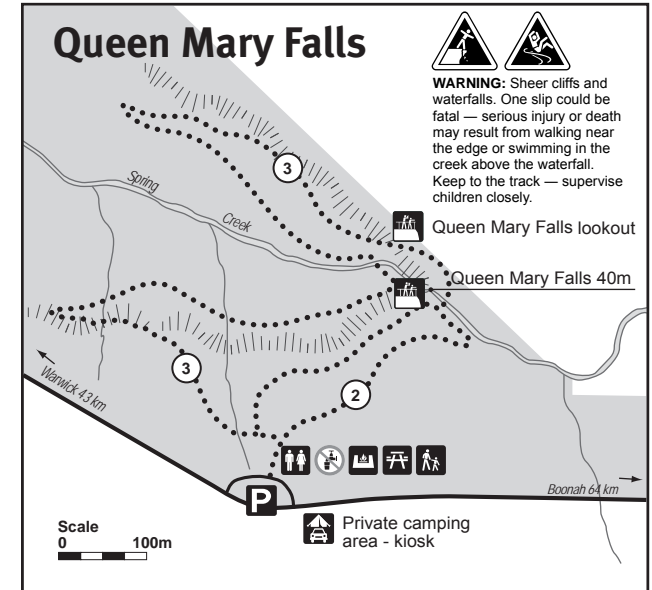 Queen Mary Falls
WARNING: Sheer cliffs and
waterfalls. One slip could be
fatal — serious injury or death
may result from walking near
the edge or swimming in the
creek above the waterfall.
Keep to the track — supervise
children closely.
3
Spring
Creek
Queen Mary Falls lookout
Queen Mary Falls 40m
3
2
Warwick 43 km
Boonah 64 km
P
Private camping
area - kiosk
Scale
0 100m